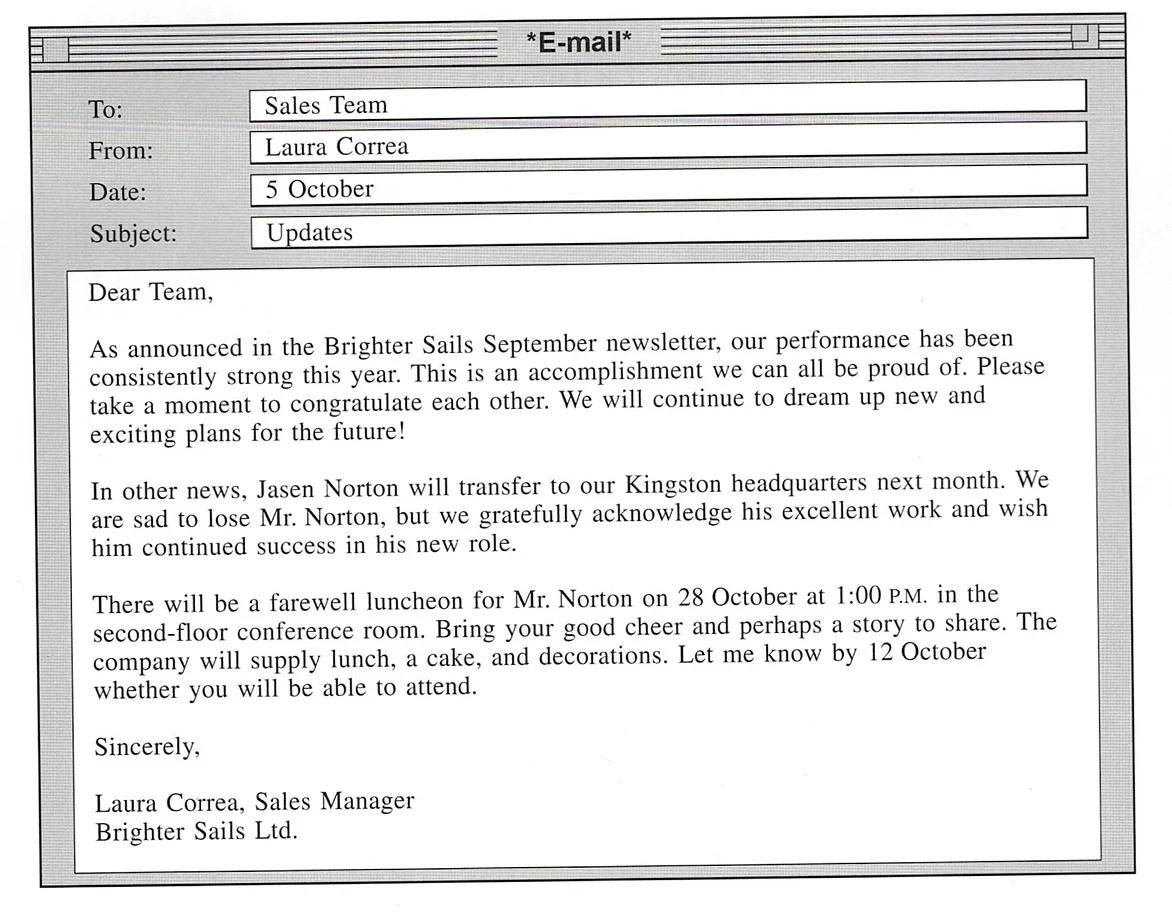 *E-mail*
To: Sales Team
From: Laura Correa
Date: 5 October
Subject: Updates
Dear Team,
As announced in the Brighter Sails September newsletter, our performance has been
consistently strong this year. This is an accomplishment we can all be proud of. Please
take a moment to congratulate each other. We will continue to dream up new and
exciting plans for the future!
In other news, Jasen Norton will transfer to our Kingston headquarters next month. We
are sad to lose Mr. Norton, but we gratefully acknowledge his excellent work and wish
him continued success in his new role.
There will be a farewell luncheon for Mr. Norton on 28 October at 1:00 P.M. in the
second-floor conference room. Bring your good cheer and perhaps a story to share. The
company will supply lunch, a cake, and decorations. Let me know by 12 October
whether you will be able to attend.
Sincerely,
Laura Correa, Sales Manager
Brighter Sails Ltd.